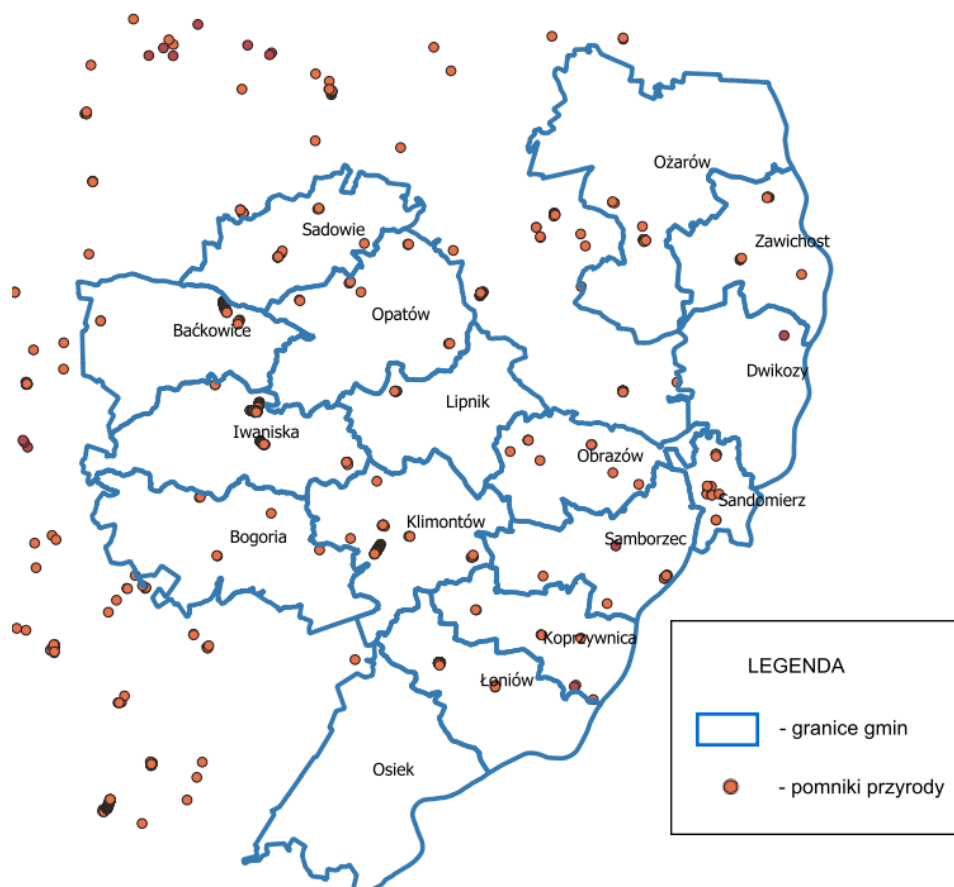 Ożarów
Sadowie
Zawichost
Opatów
Baćkowice
Dwikozy
Lipnik
Iwaniska
Obrazów
Sandomierz
Klimontów
Bogoria
Samborzec
Koprzywnica
Łoniów
Osiek
LEGENDA
- granice gmin
- pomniki przyrody